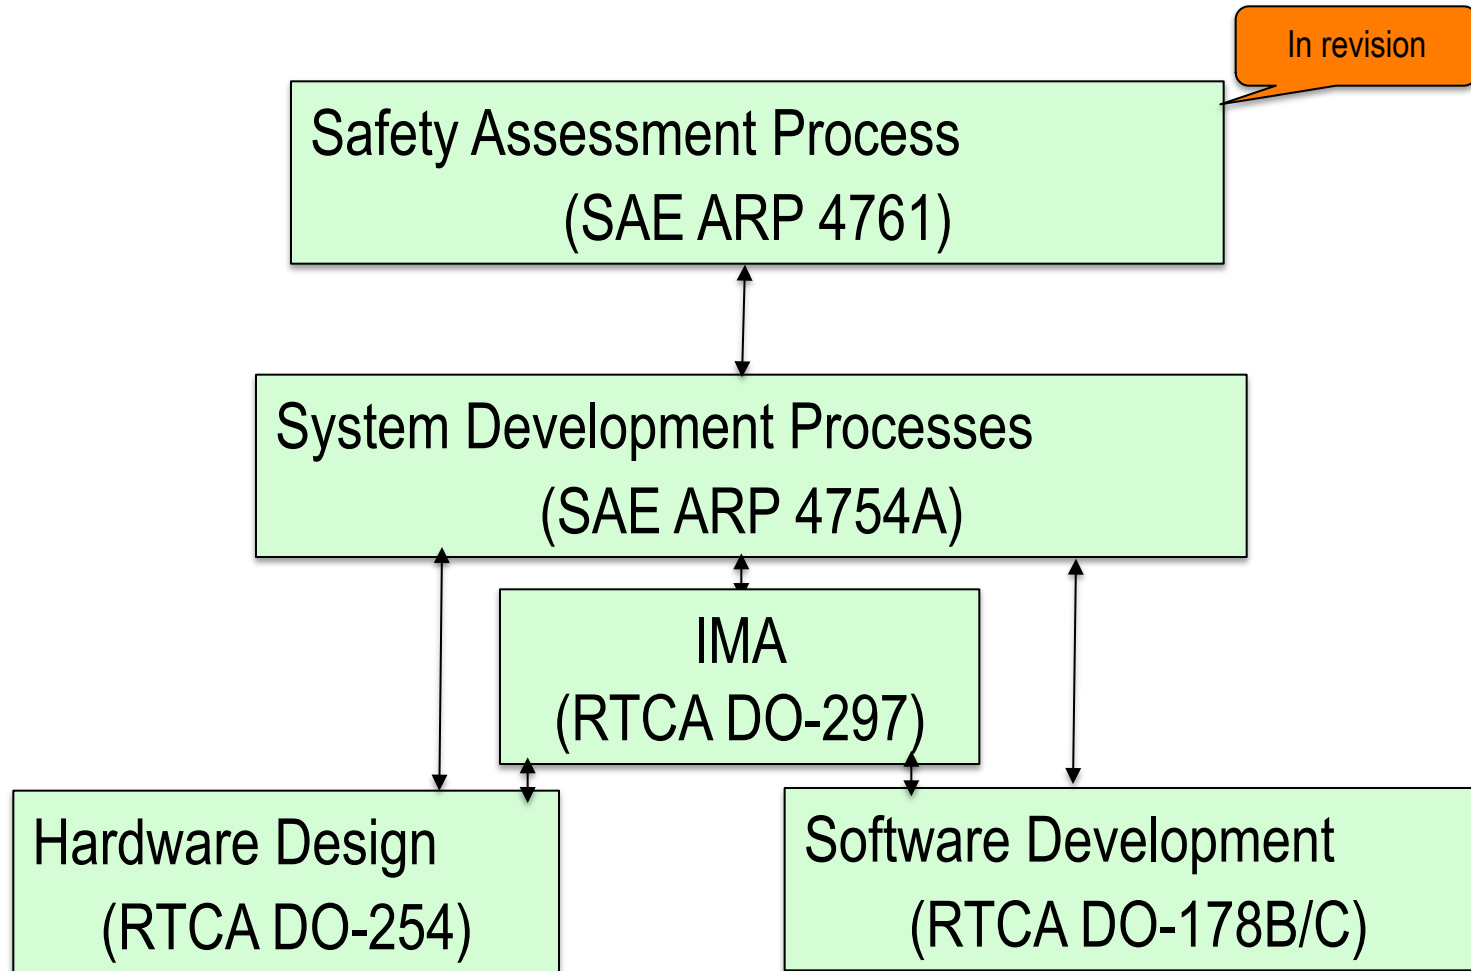 In revision
Safety Assessment Process
(SAE ARP 4761)
System Development Processes
(SAE ARP 4754A)
IMA
(RTCA DO-297)
Hardware Design
(RTCA DO-254)
Software Development
(RTCA DO-178B/C)